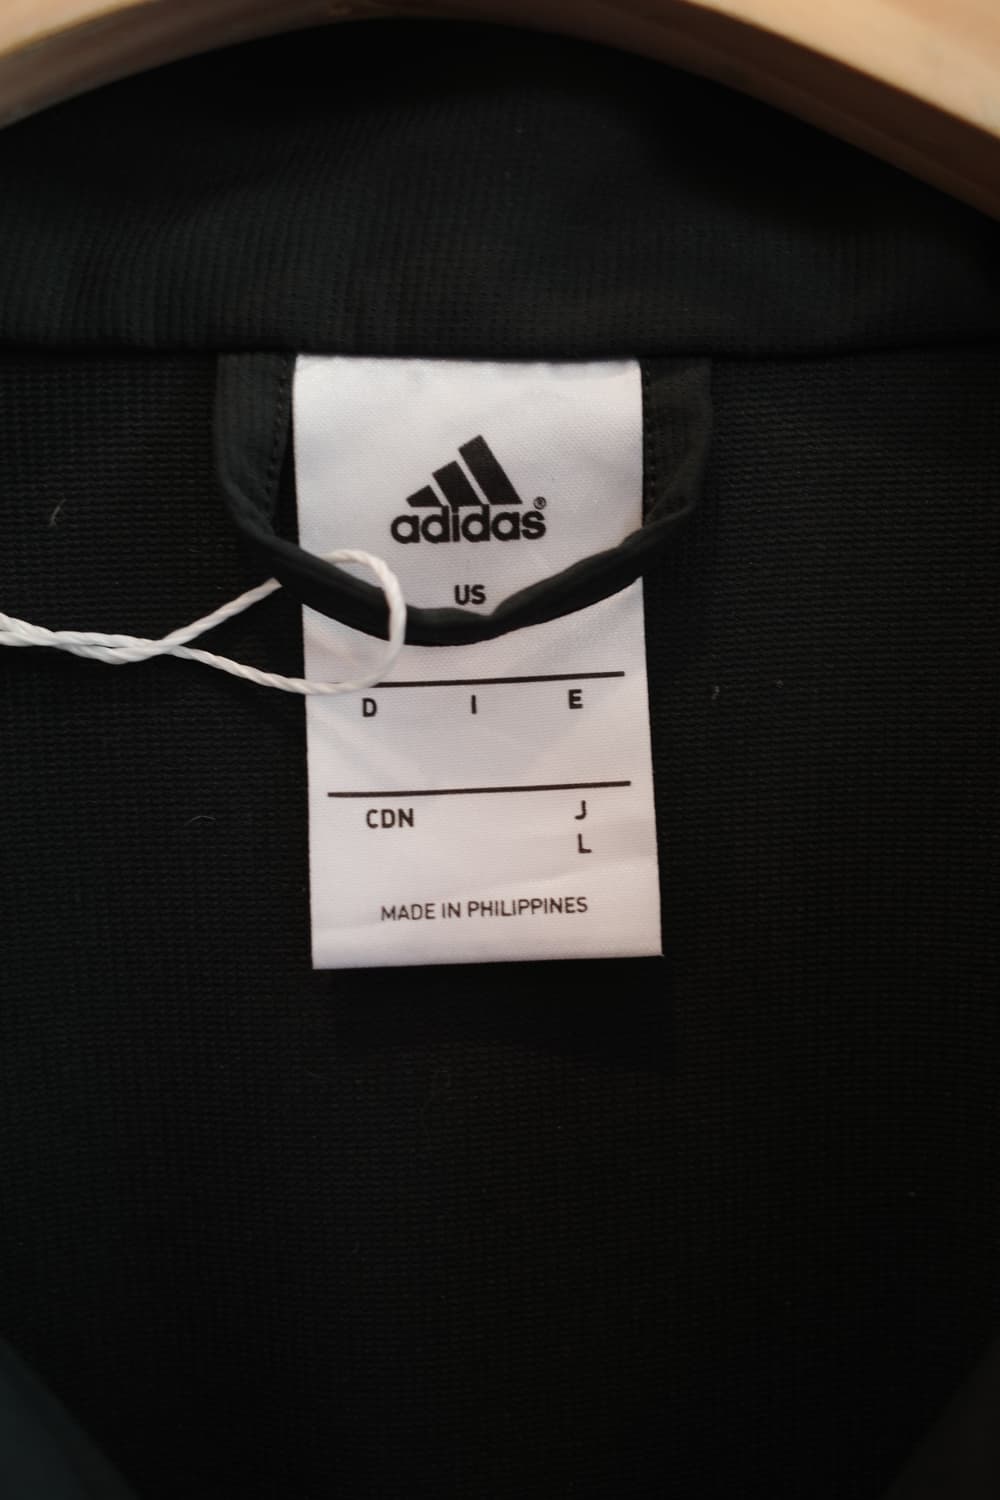 adidas®
US
D I E
CDN J
L
MADE IN PHILIPPINES